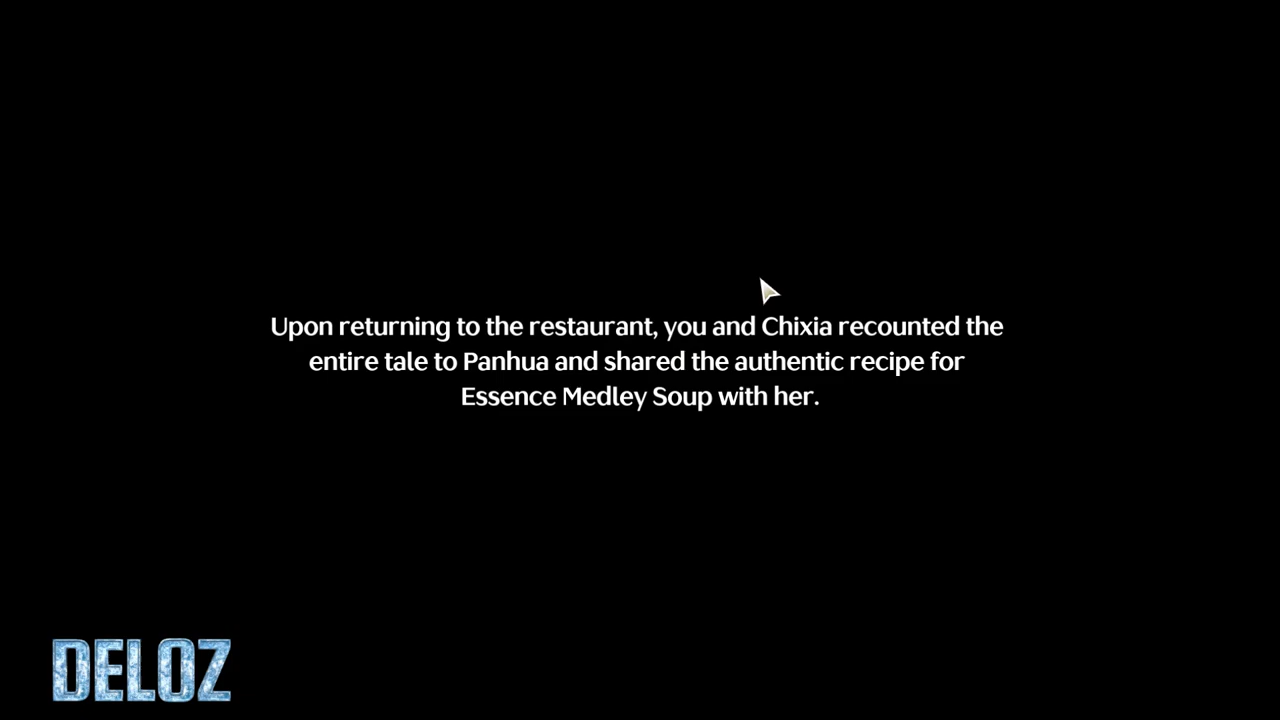 Upon returning to the restaurant, you and Chixia recounted the
entire tale to Panhua and shared the authentic recipe for
Essence Medley Soup with her.
DELOZ